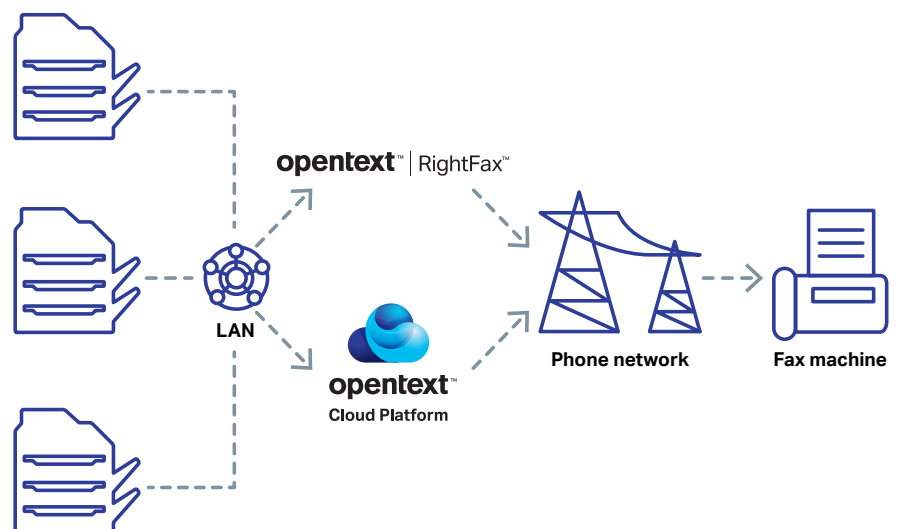 opentext™ | RightFax™
LAN
opentext™
Cloud Platform
Phone network
Fax machine